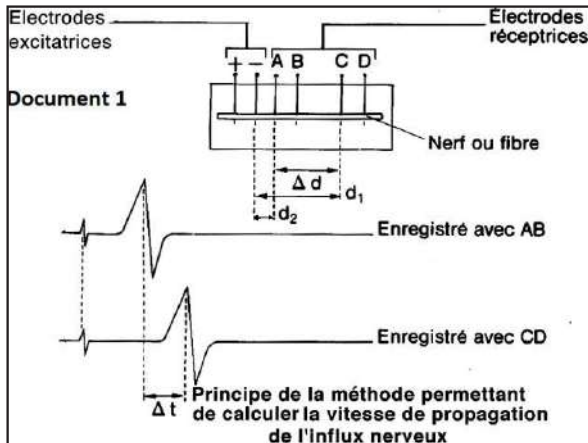 Electrodes
excitatrices
Électrodes
réceptrices
+ − A B C D
Document 1
Nerf ou fibre
Δ d
d1
d2
Enregistré avec AB
Enregistré avec CD
Δ t
Principe de la méthode permettant
de calculer la vitesse de propagation
de l'influx nerveux